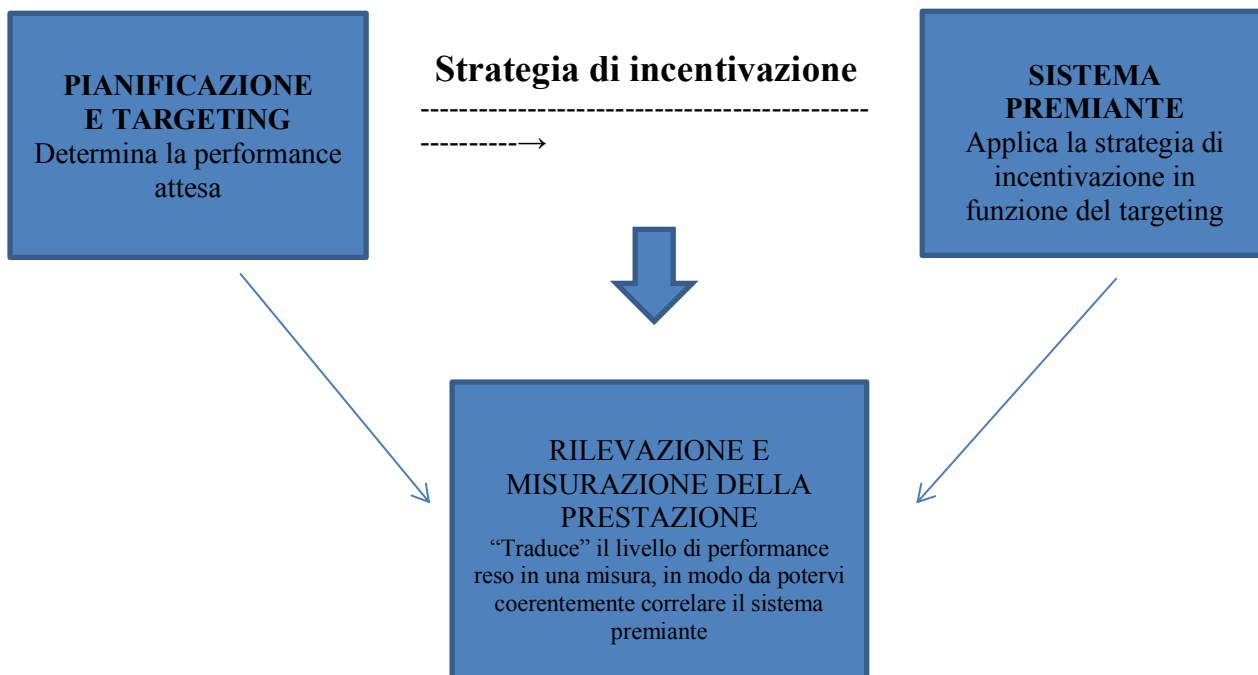 PIANIFICAZIONE
E TARGETING
Determina la performance
attesa
Strategia di incentivazione
-------------------------------------------------
----------→
SISTEMA
PREMIANTE
Applica la strategia di
incentivazione in
funzione del targeting
RILEVAZIONE E
MISURAZIONE DELLA
PRESTAZIONE
“Traduce” il livello di performance
reso in una misura, in modo da potervi
coerentemente correlare il sistema
premiante